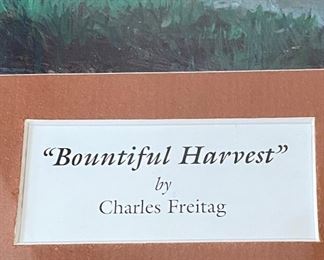 “Bountiful Harvest”
by
Charles Freitag